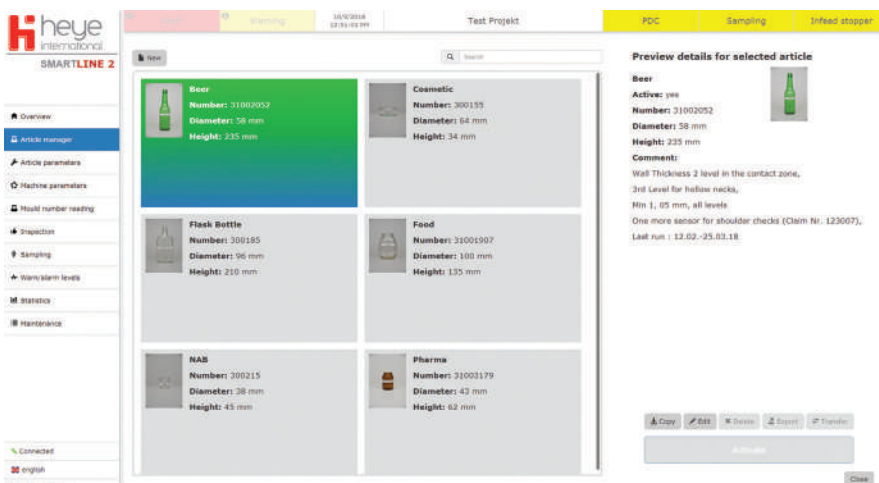 heye
international
SMARTLINE 2
Warning
10/9/2018
Test Projekt
PDC
Sampling
Infeed stopper
New
Search
Overview
Article manager
Article parameters
Machine parameters
Mould number reading
Inspection
Sampling
Warn/alarm levels
Statistics
Maintenance
Connected
english
Beer
Number: 31002052
Diameter: 58 mm
Height: 235 mm
Cosmetic
Number: 300155
Diameter: 64 mm
Height: 34 mm
Flask Bottle
Number: 300185
Diameter: 96 mm
Height: 210 mm
Food
Number: 31001907
Diameter: 100 mm
Height: 135 mm
NAB
Number: 300215
Diameter: 38 mm
Height: 45 mm
Pharma
Number: 31003179
Diameter: 43 mm
Height: 62 mm
Preview details for selected article
Beer
Active: yes
Number: 31002052
Diameter: 58 mm
Height: 235 mm
Comment:
Wall Thickness 2 level in the contact zone,
3rd Level for hollow necks,
Min 1, 05 mm, all levels
One more sensor for shoulder checks (Claim Nr. 123007),
Last run : 12.02.-25.03.18
Copy
Edit
Delete
Export
Transfer
Activate
Close